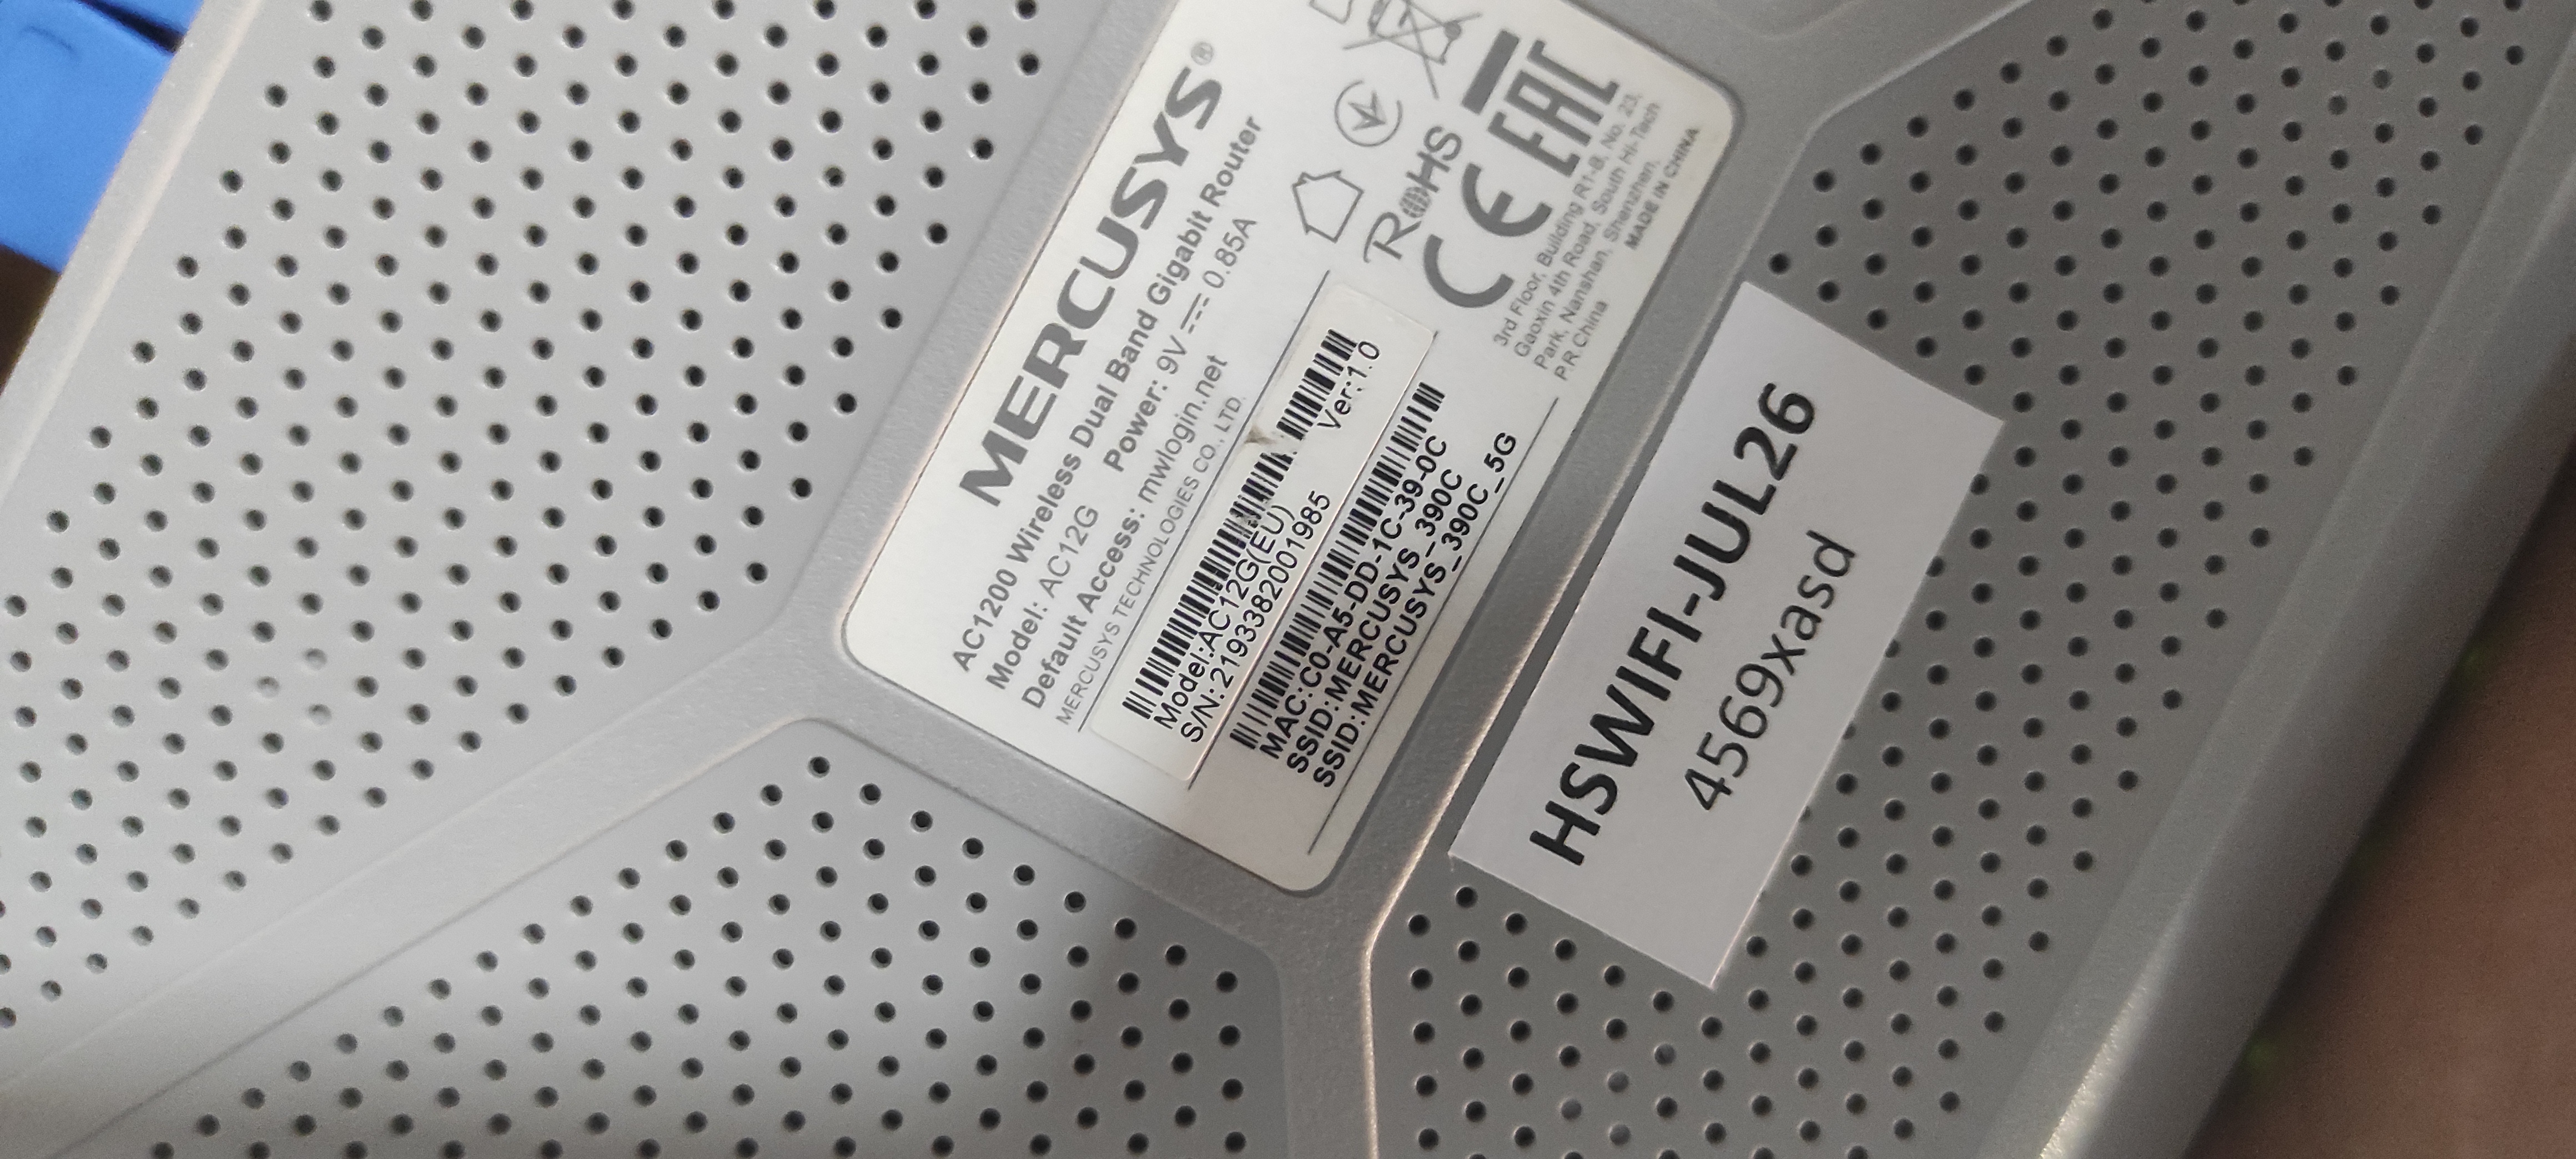 MERCUSYS®
AC1200 Wireless Dual Band Gigabit Router
Model: AC12G Power: 9V⎓0.85A
Default Access: mwlogin.net
MERCUSYS TECHNOLOGIES CO., LTD.
Model:AC12G(EU)
S/N:2193382001985 Ver:1.0
MAC:C0-A5-DD-1C-39-0C
SSID:MERCUSYS_390C
SSID:MERCUSYS_390C_5G
RoHS
CE EAC
3rd Floor, Building R1-B, No. 23,
Gaoxin 4th Road, South Hi-Tech
Park, Nanshan, Shenzhen,
P.R.China MADE IN CHINA
HSWIFI-JUL26
4569xasd